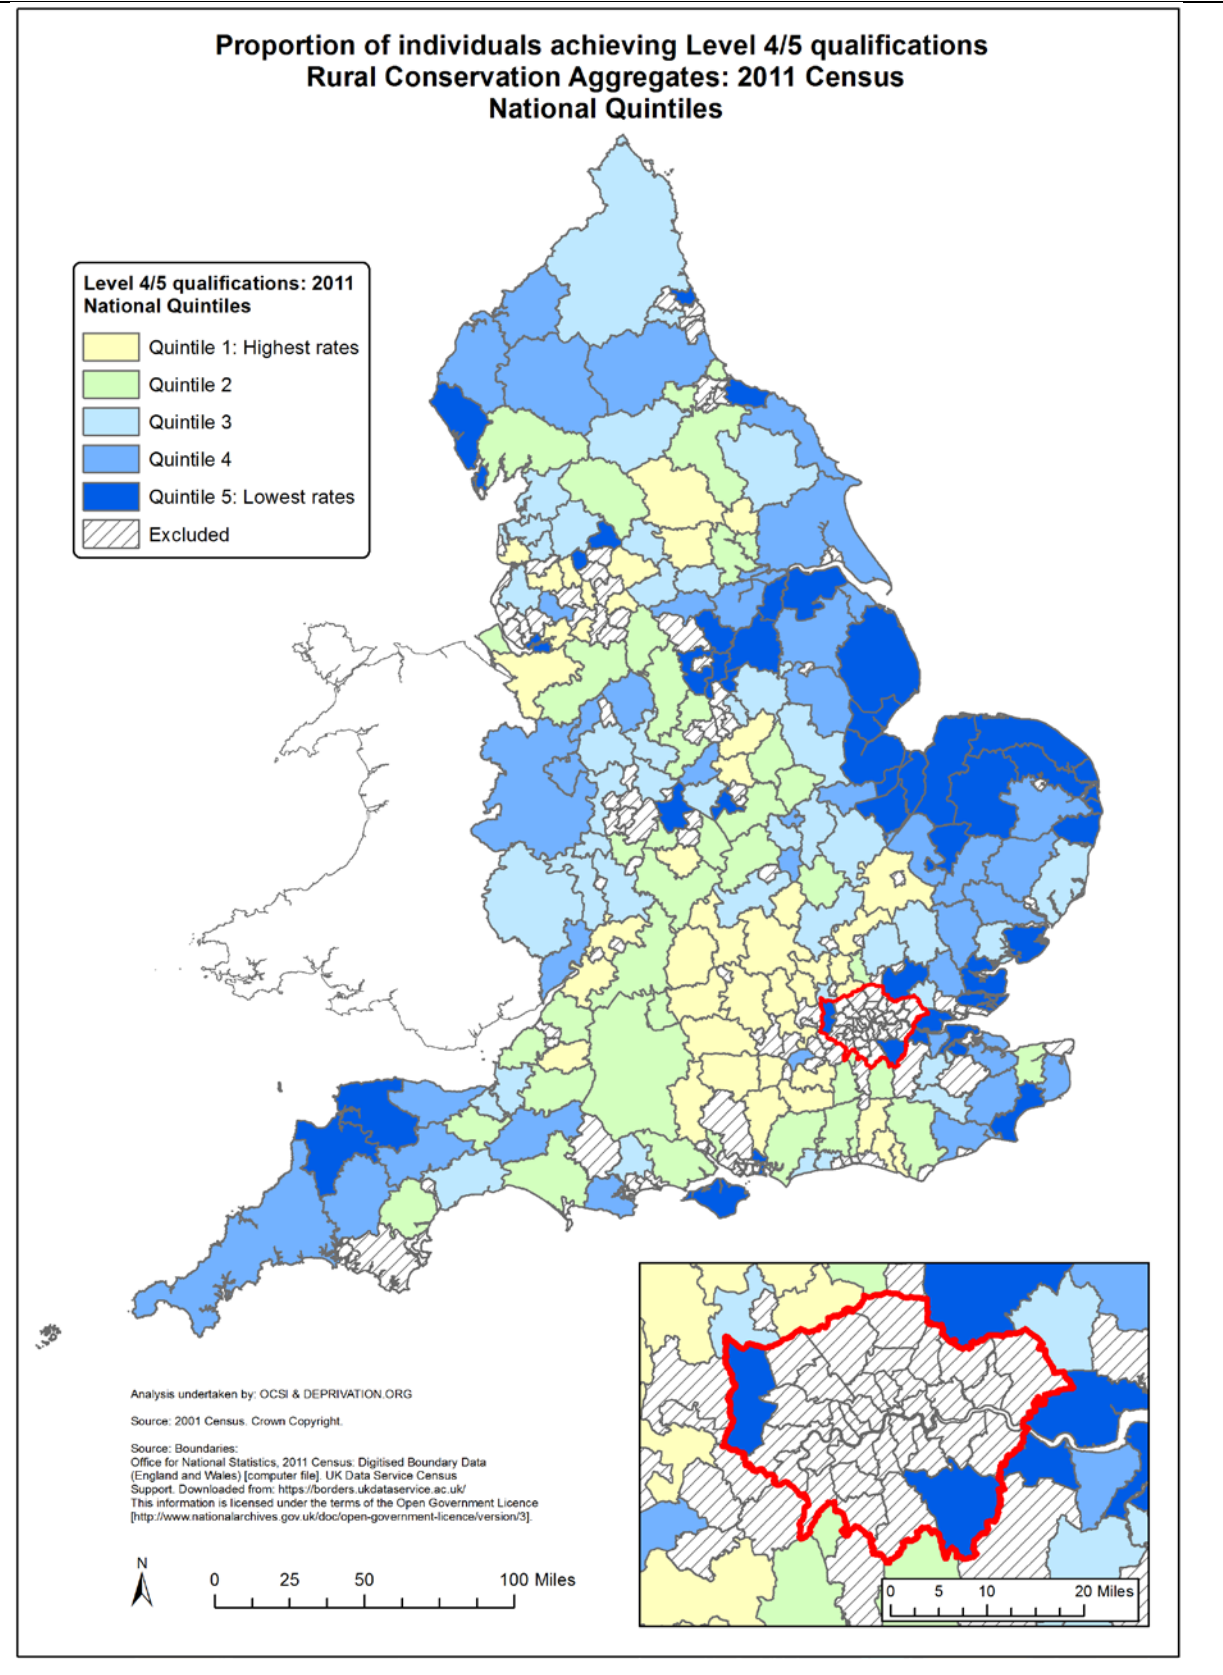 Proportion of individuals achieving Level 4/5 qualifications
Rural Conservation Aggregates: 2011 Census
National Quintiles
Level 4/5 qualifications: 2011
National Quintiles
Quintile 1: Highest rates
Quintile 2
Quintile 3
Quintile 4
Quintile 5: Lowest rates
Excluded
Analysis undertaken by: OCSI & DEPRIVATION.ORG
Source: 2001 Census. Crown Copyright.
Source: Boundaries:
Office for National Statistics, 2011 Census: Digitised Boundary Data
(England and Wales) [computer file]. UK Data Service Census
Support. Downloaded from: https://borders.ukdataservice.ac.uk/
This information is licensed under the terms of the Open Government Licence
[http://www.nationalarchives.gov.uk/doc/open-government-licence/version/3].
N
0 25 50 100 Miles
0 5 10 20 Miles